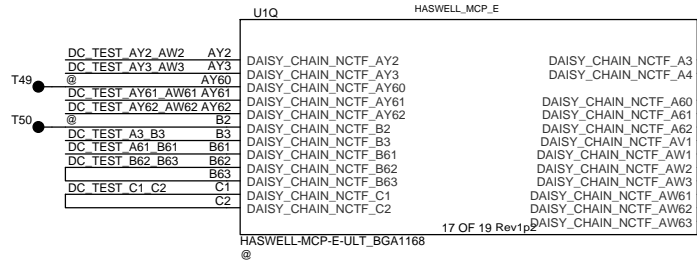 U1Q
HASWELL_MCP_E
DC_TEST_AY2_AW2 AY2 DAISY_CHAIN_NCTF_AY2 DAISY_CHAIN_NCTF_A3
DC_TEST_AY3_AW3 AY3 DAISY_CHAIN_NCTF_AY3 DAISY_CHAIN_NCTF_A4
T49 @ AY60 DAISY_CHAIN_NCTF_AY60
DC_TEST_AY61_AW61 AY61 DAISY_CHAIN_NCTF_AY61 DAISY_CHAIN_NCTF_A60
DC_TEST_AY62_AW62 AY62 DAISY_CHAIN_NCTF_AY62 DAISY_CHAIN_NCTF_A61
T50 @ B2 DAISY_CHAIN_NCTF_B2 DAISY_CHAIN_NCTF_A62
DC_TEST_A3_B3 B3 DAISY_CHAIN_NCTF_B3 DAISY_CHAIN_NCTF_AV1
DC_TEST_A61_B61 B61 DAISY_CHAIN_NCTF_B61 DAISY_CHAIN_NCTF_AW1
DC_TEST_B62_B63 B62 DAISY_CHAIN_NCTF_B62 DAISY_CHAIN_NCTF_AW2
B63 DAISY_CHAIN_NCTF_B63 DAISY_CHAIN_NCTF_AW3
DC_TEST_C1_C2 C1 DAISY_CHAIN_NCTF_C1 DAISY_CHAIN_NCTF_AW61
C2 DAISY_CHAIN_NCTF_C2 DAISY_CHAIN_NCTF_AW62
17 OF 19 Rev1p2 DAISY_CHAIN_NCTF_AW63
HASWELL-MCP-E-ULT_BGA1168
@